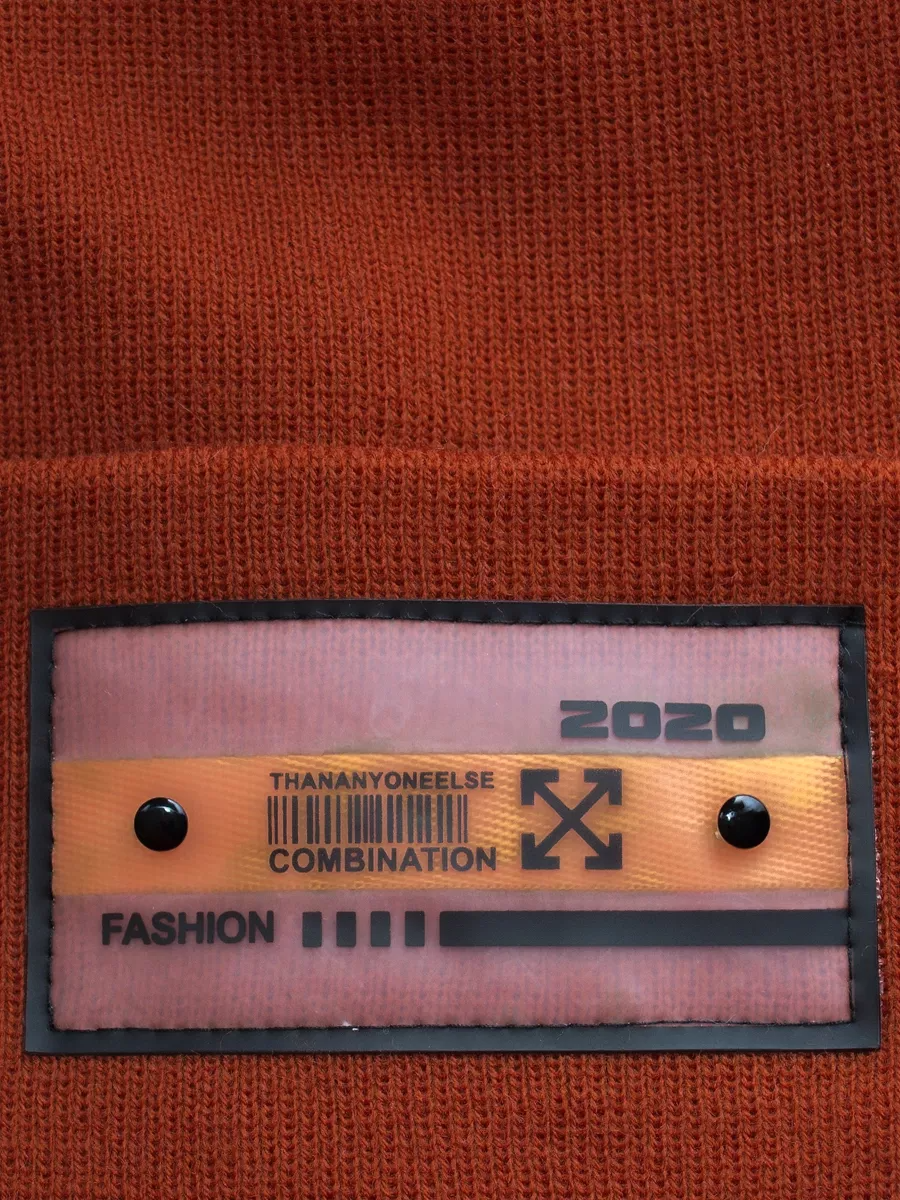 2020
THANANYONEELSE
COMBINATION
FASHION